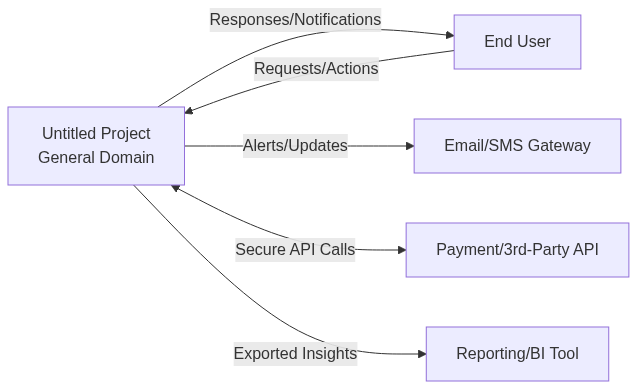 Responses/Notifications
End User
Requests/Actions
Untitled Project
General Domain
Alerts/Updates
Email/SMS Gateway
Secure API Calls
Payment/3rd-Party API
Exported Insights
Reporting/BI Tool